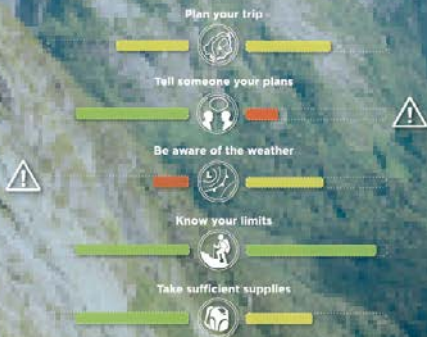 Plan your trip
Tell someone your plans
Be aware of the weather
Know your limits
Take sufficient supplies